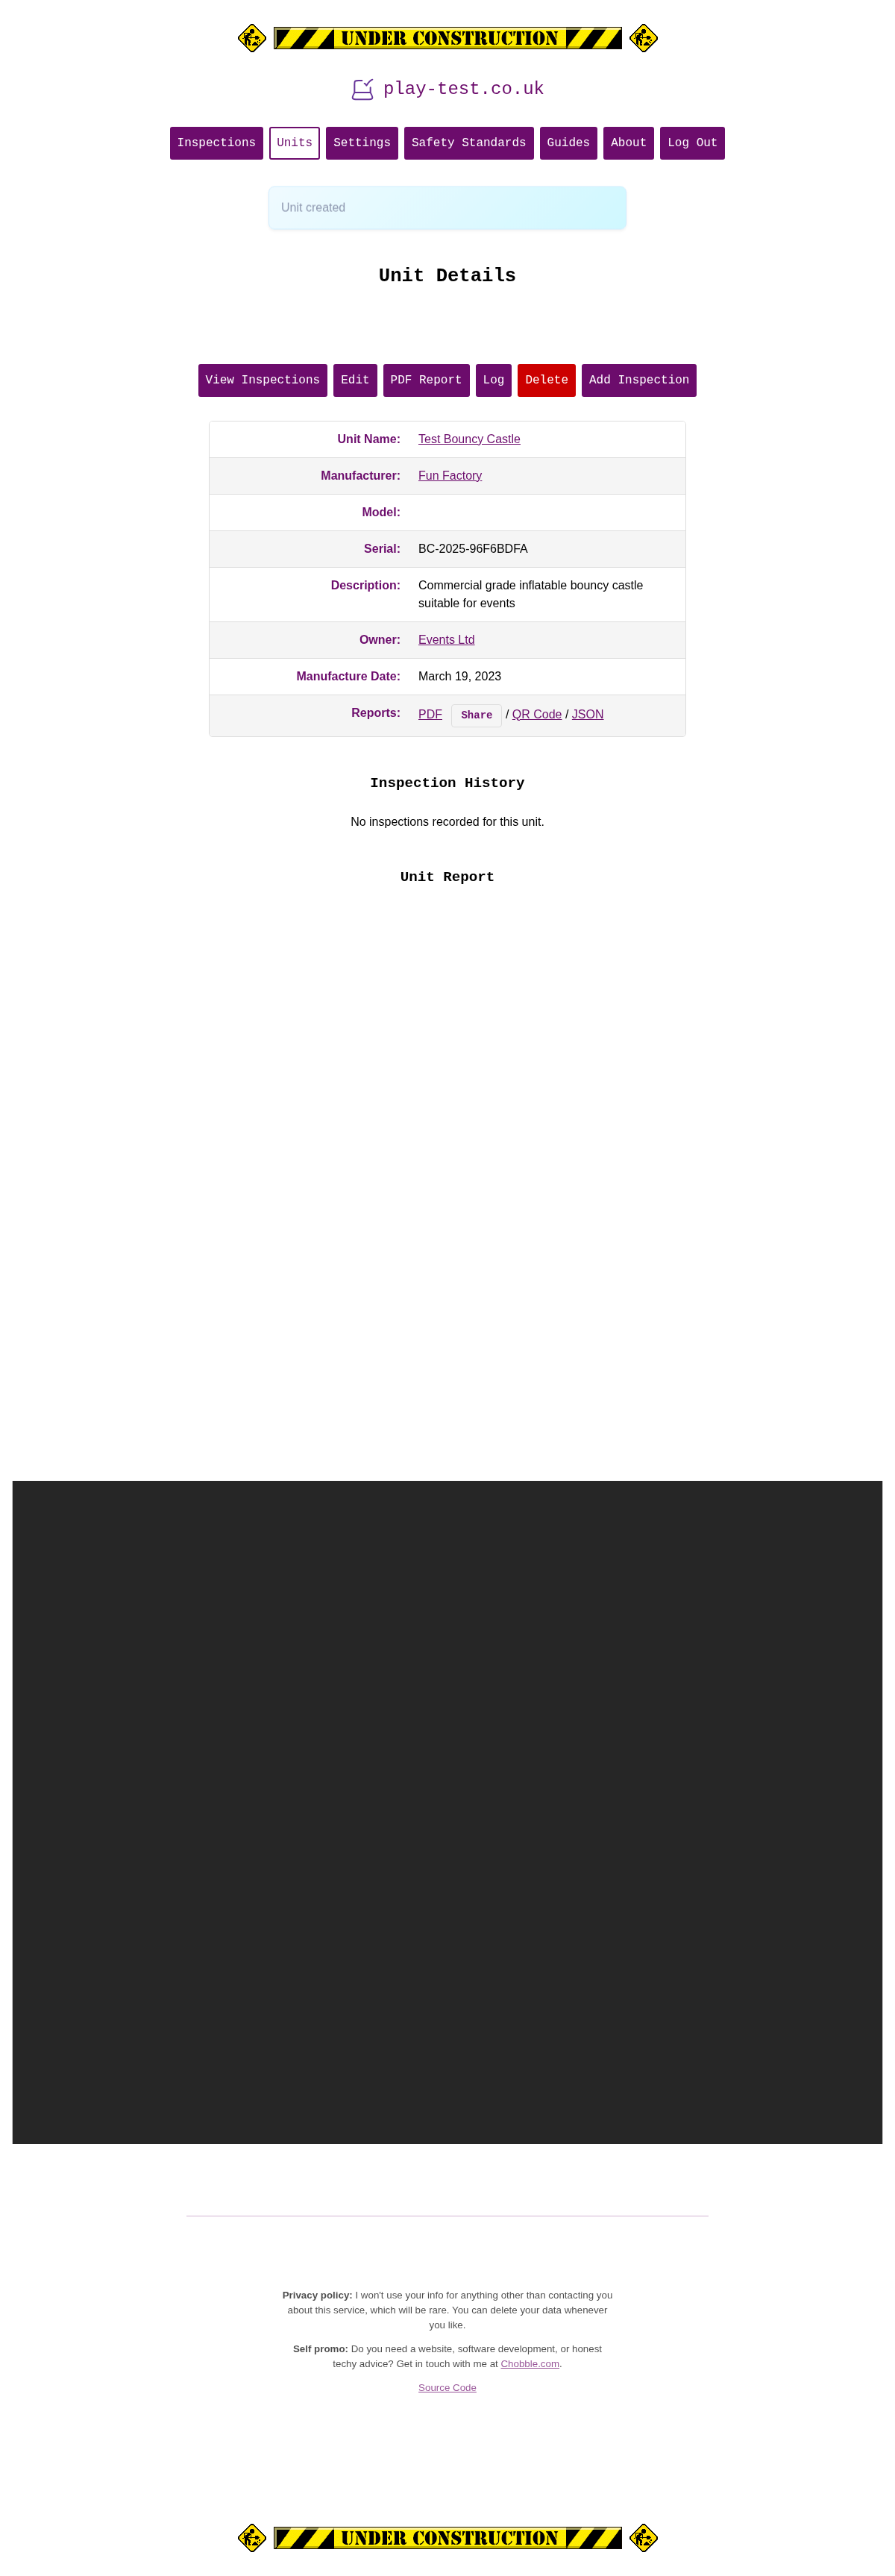 UNDER CONSTRUCTION
play-test.co.uk
Inspections Units Settings Safety Standards Guides About Log Out
Unit created
Unit Details
View Inspections Edit PDF Report Log Delete Add Inspection
Unit Name: Test Bouncy Castle
Manufacturer: Fun Factory
Model:
Serial: BC-2025-96F6BDFA
Description: Commercial grade inflatable bouncy castle
suitable for events
Owner: Events Ltd
Manufacture Date: March 19, 2023
Reports: PDF Share / QR Code / JSON
Inspection History
No inspections recorded for this unit.
Unit Report
Privacy policy: I won't use your info for anything other than contacting you
about this service, which will be rare. You can delete your data whenever
you like.
Self promo: Do you need a website, software development, or honest
techy advice? Get in touch with me at Chobble.com.
Source Code
UNDER CONSTRUCTION